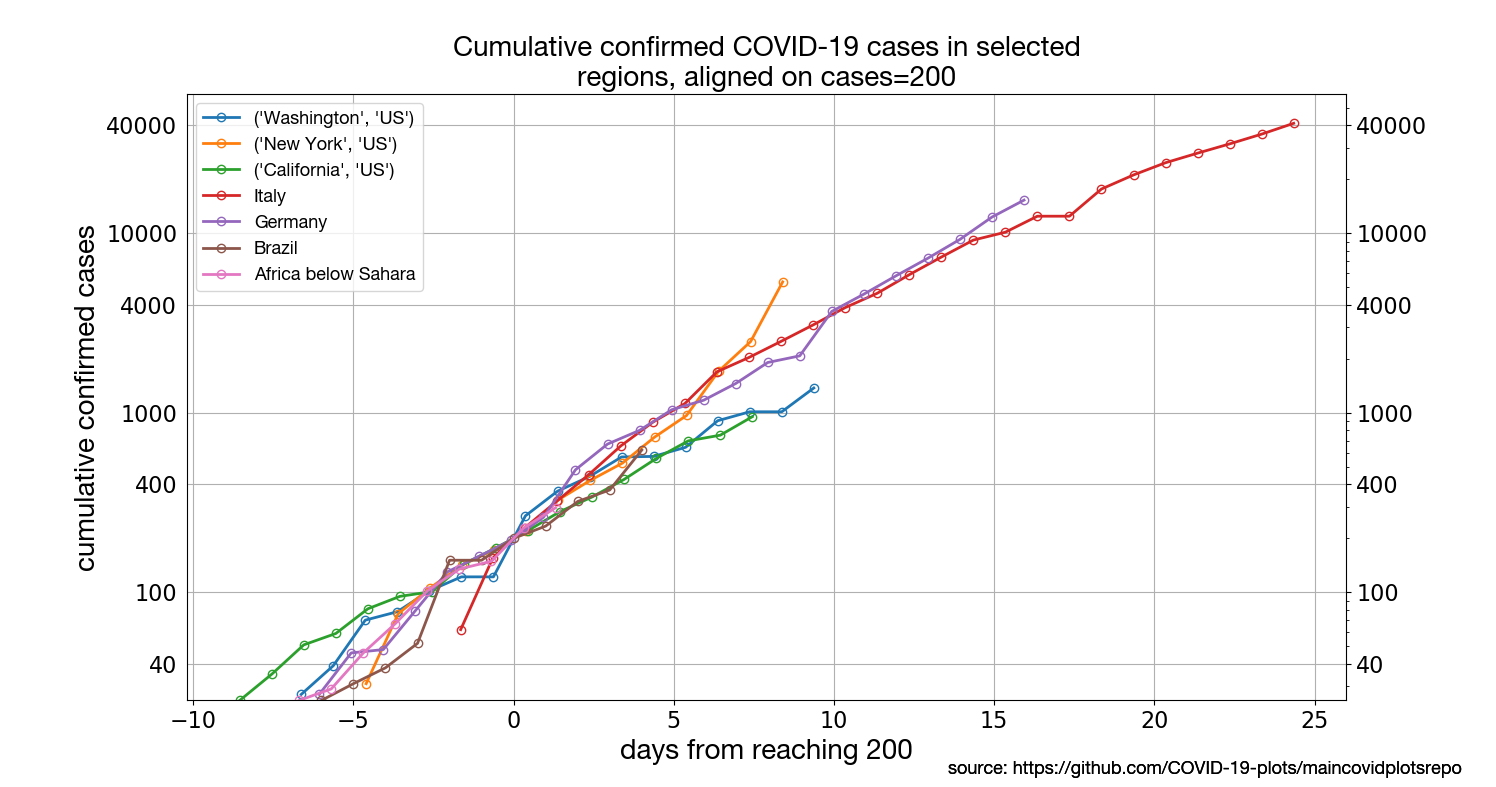 Cumulative confirmed COVID-19 cases in selected
regions, aligned on cases=200
('Washington', 'US')
('New York', 'US')
('California', 'US')
Italy
Germany
Brazil
Africa below Sahara
cumulative confirmed cases
40000
10000
4000
1000
400
100
40
40000
10000
4000
1000
400
100
40
−10 −5 0 5 10 15 20 25
days from reaching 200
source: https://github.com/COVID-19-plots/maincovidplotsrepo